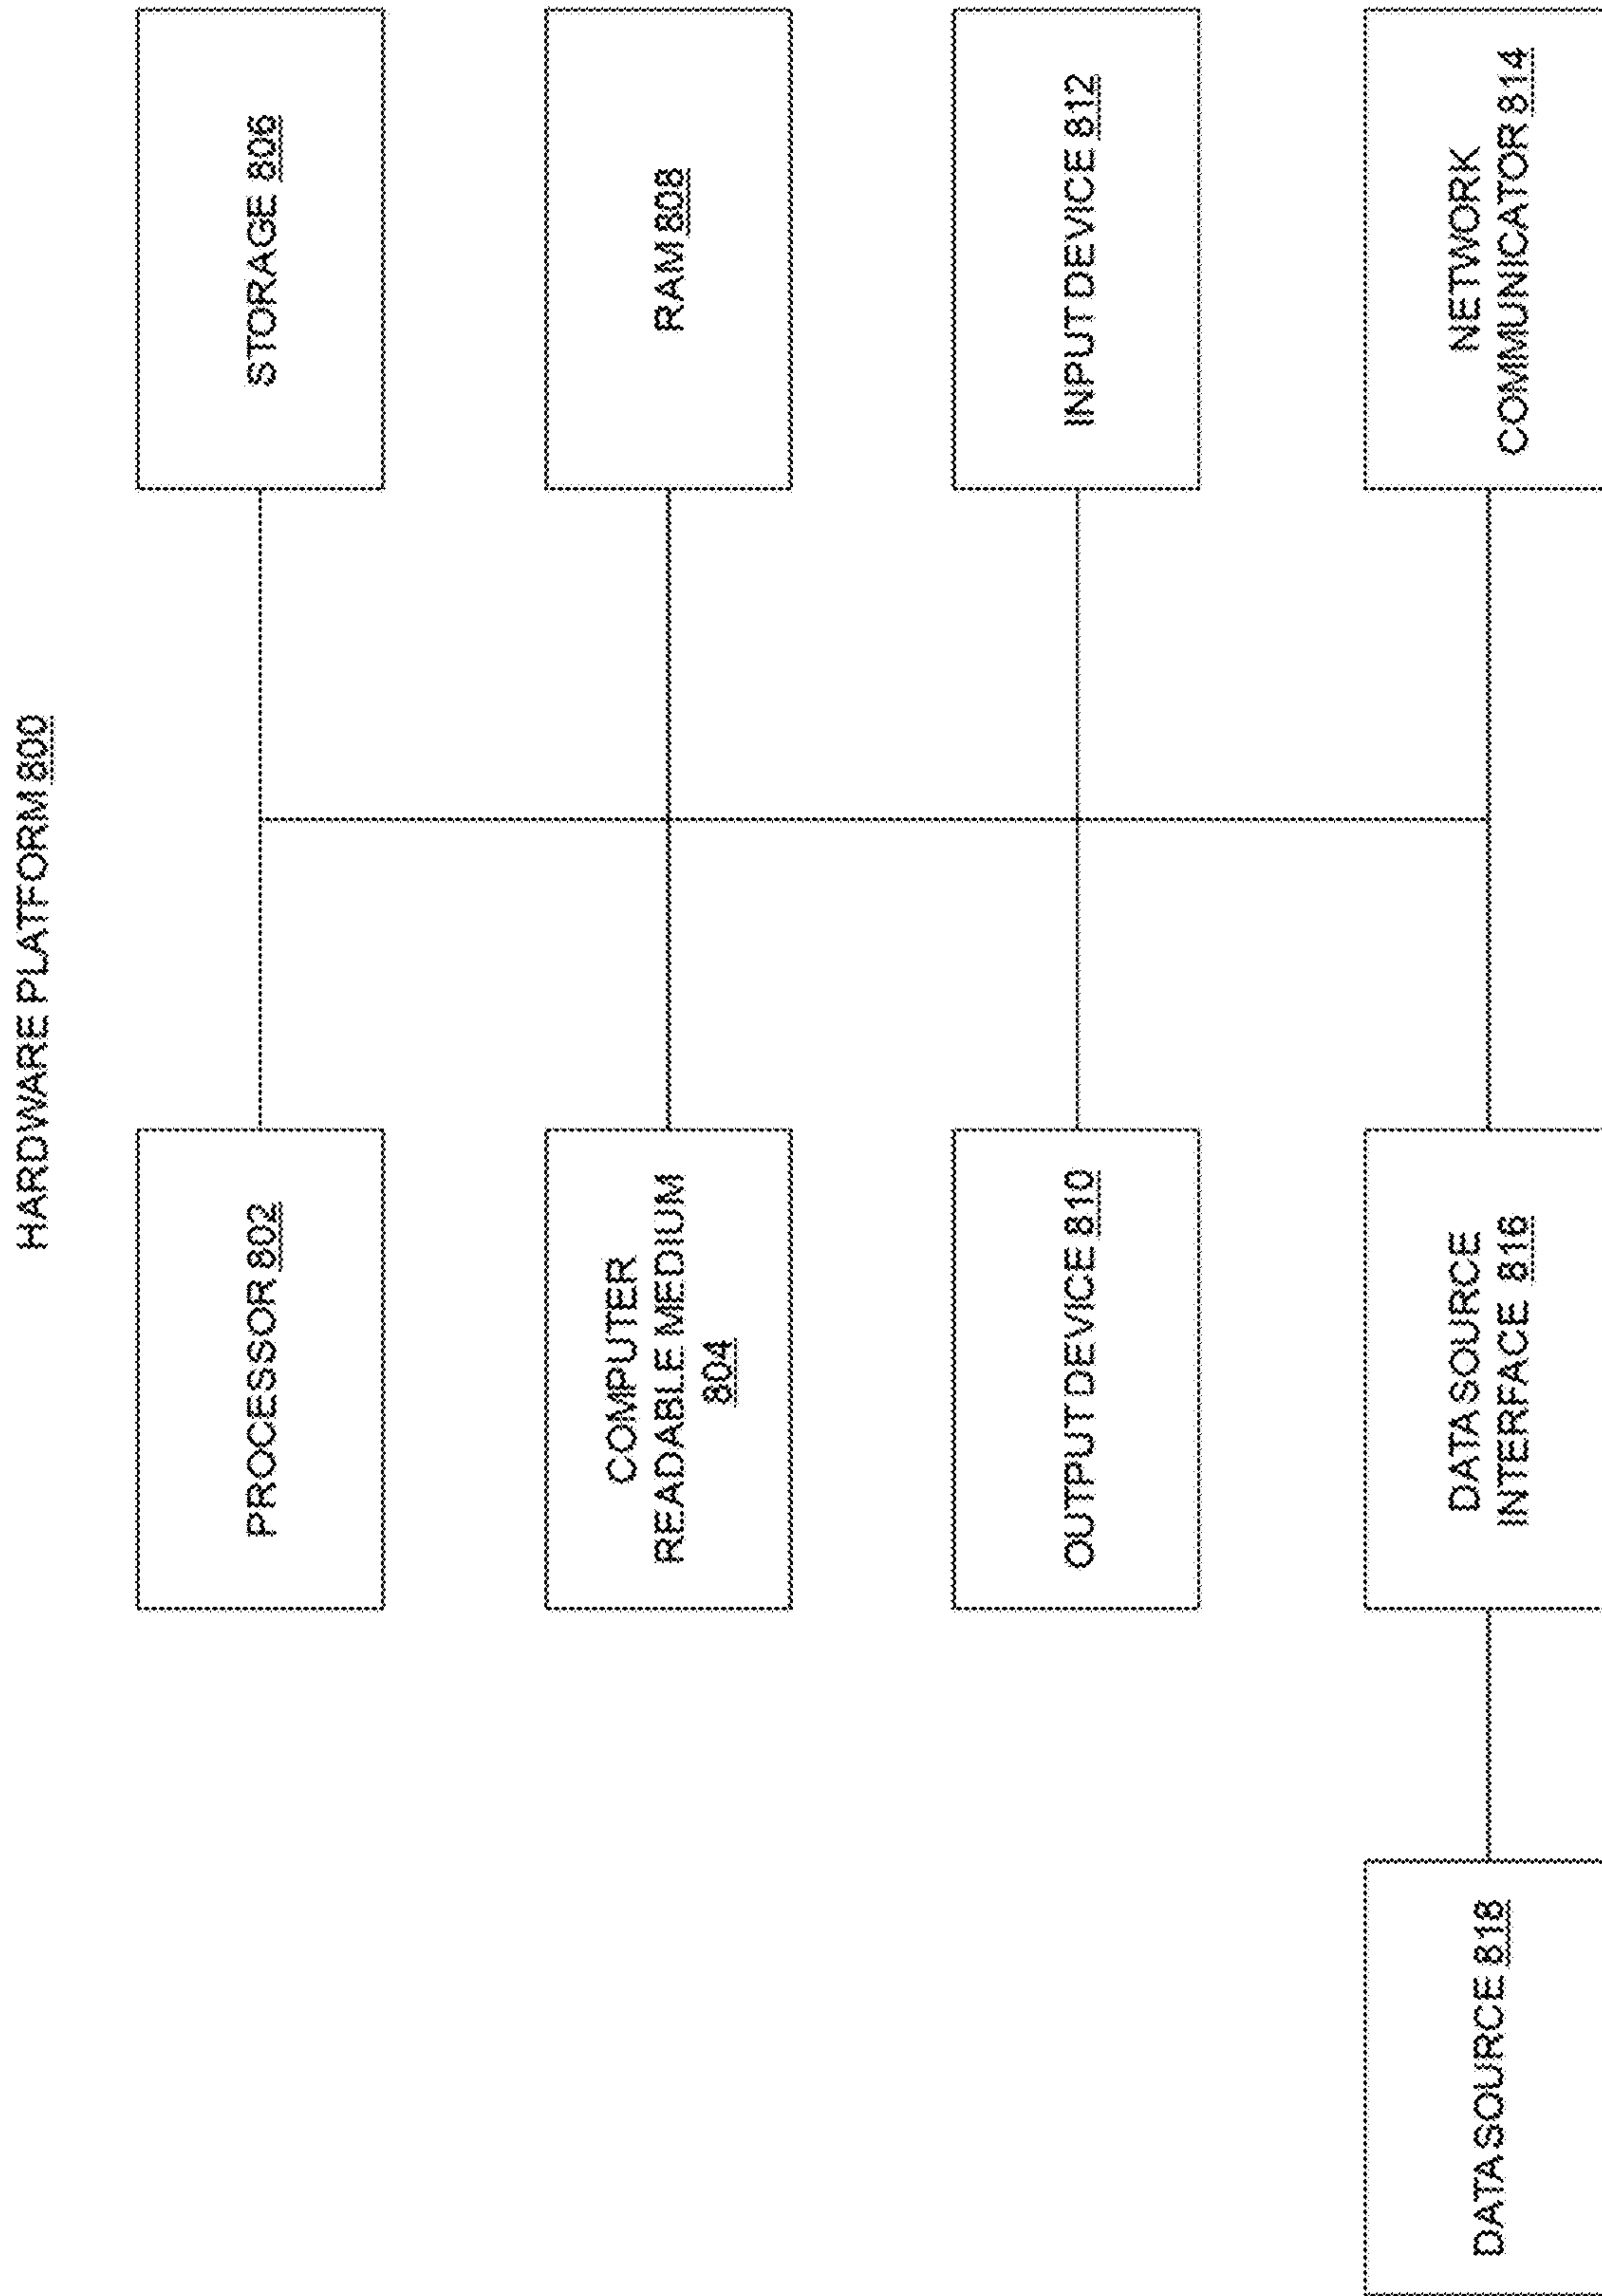 HARDWARE PLATFORM 800
PROCESSOR 802
STORAGE 806
COMPUTER
READABLE MEDIUM
804
RAM 808
OUTPUT DEVICE 810
INPUT DEVICE 812
DATA SOURCE 818
DATA SOURCE
INTERFACE 816
NETWORK
COMMUNICATOR 814